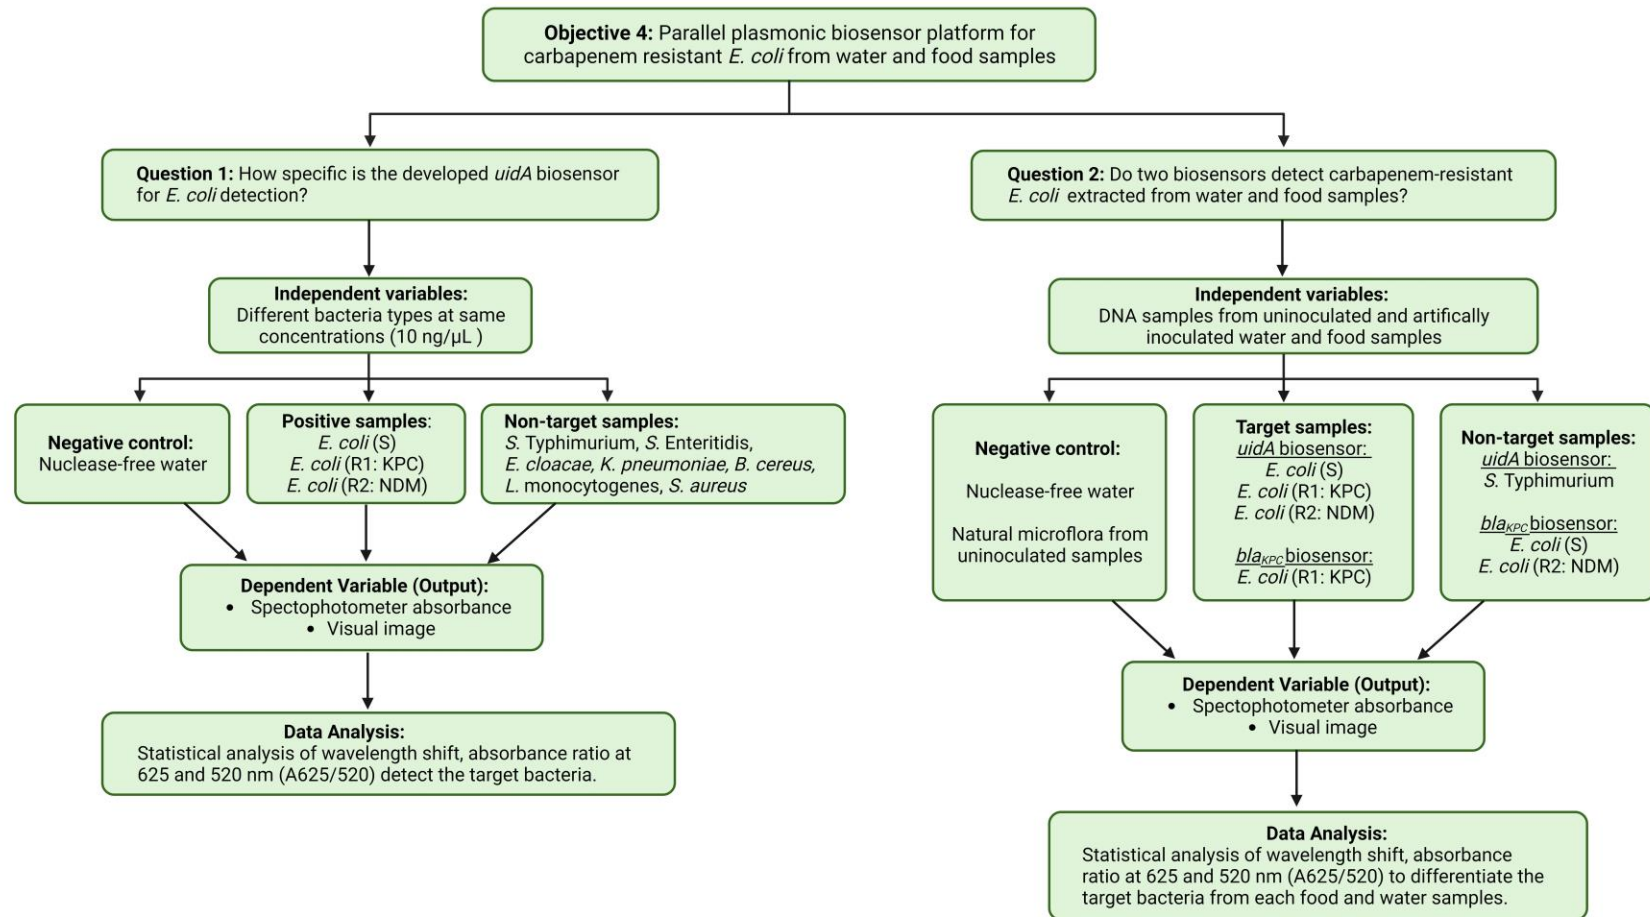 Objective 4: Parallel plasmonic biosensor platform for
carbapenem resistant E. coli from water and food samples
Question 1: How specific is the developed uidA biosensor
for E. coli detection?
Independent variables:
Different bacteria types at same
concentrations (10 ng/µL )
Negative control:
Nuclease-free water
Positive samples:
E. coli (S)
E. coli (R1: KPC)
E. coli (R2: NDM)
Non-target samples:
S. Typhimurium, S. Enteritidis,
E. cloacae, K. pneumoniae, B. cereus,
L. monocytogenes, S. aureus
Dependent Variable (Output):
• Spectophotometer absorbance
• Visual image
Data Analysis:
Statistical analysis of wavelength shift, absorbance ratio at
625 and 520 nm (A625/520) detect the target bacteria.
Question 2: Do two biosensors detect carbapenem-resistant
E. coli extracted from water and food samples?
Independent variables:
DNA samples from uninoculated and artifically
inoculated water and food samples
Negative control:
Nuclease-free water
Natural microflora from
uninoculated samples
Target samples:
uidA biosensor:
E. coli (S)
E. coli (R1: KPC)
E. coli (R2: NDM)
blaKPC biosensor:
E. coli (R1: KPC)
Non-target samples:
uidA biosensor:
S. Typhimurium
blaKPC biosensor:
E. coli (S)
E. coli (R2: NDM)
Dependent Variable (Output):
• Spectophotometer absorbance
• Visual image
Data Analysis:
Statistical analysis of wavelength shift, absorbance
ratio at 625 and 520 nm (A625/520) to differentiate the
target bacteria from each food and water samples.